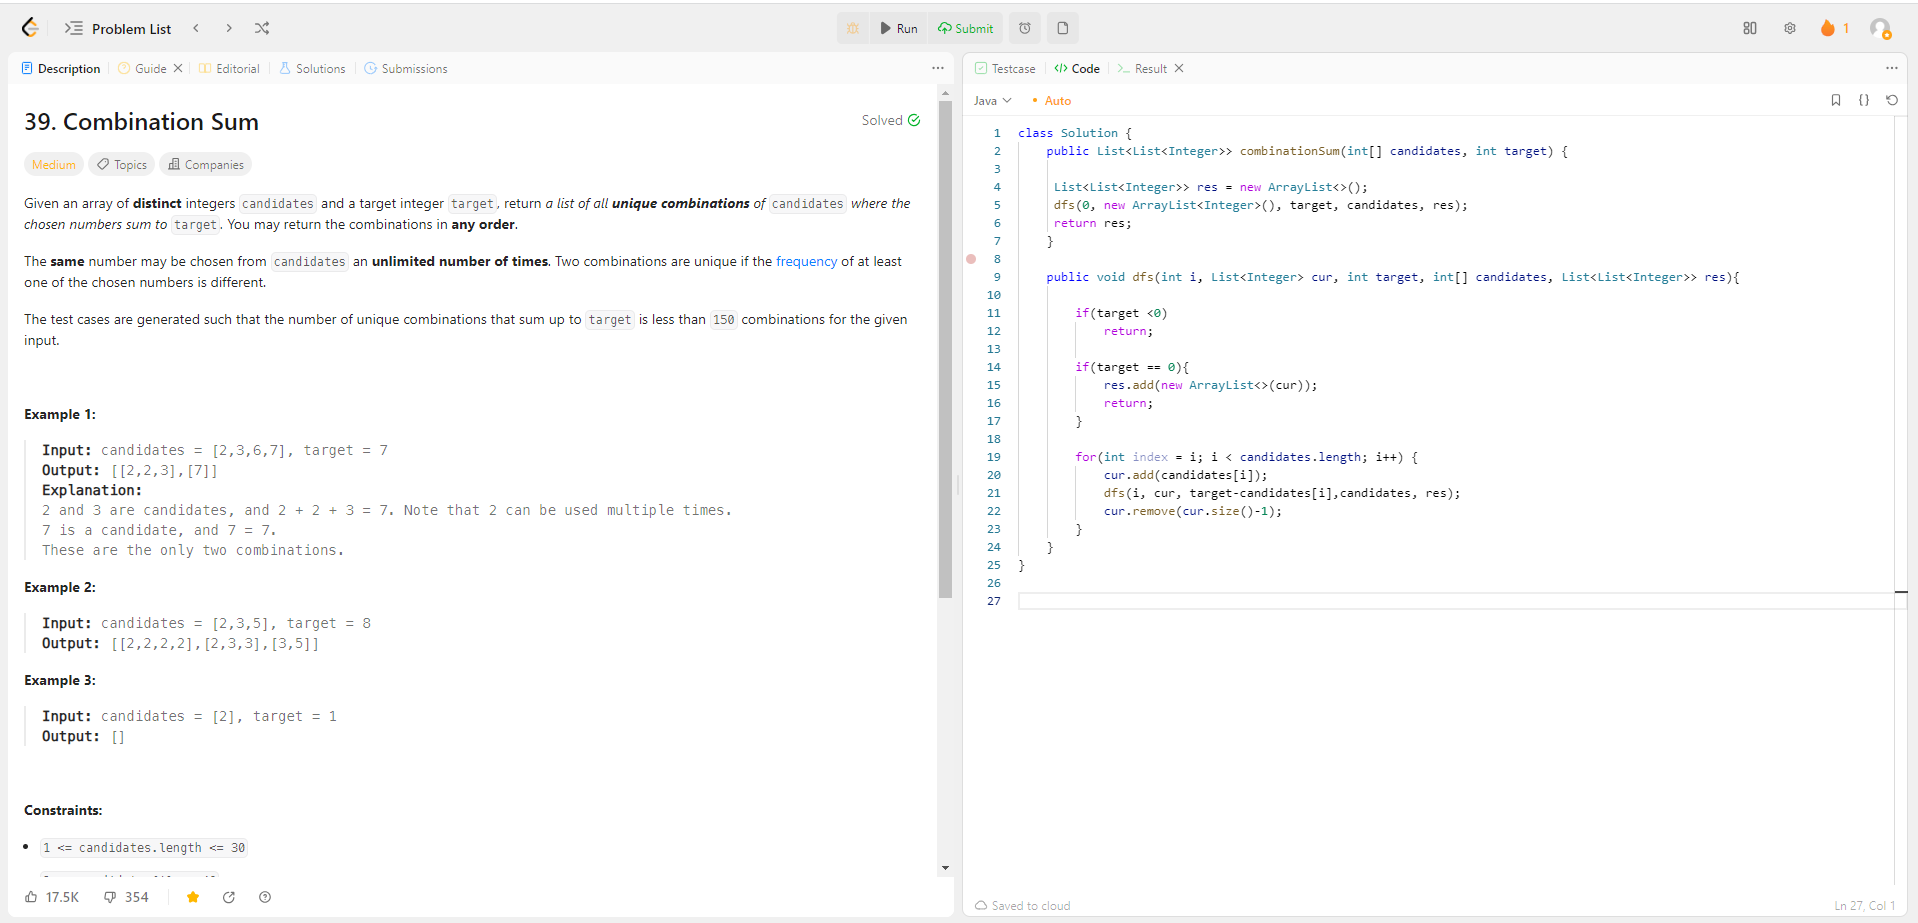 Problem List
Run
Submit
1
Description
Guide
Editorial
Solutions
Submissions
39. Combination Sum
Solved
Medium
Topics
Companies
Given an array of distinct integers candidates and a target integer target, return a list of all unique combinations of candidates where the
chosen numbers sum to target. You may return the combinations in any order.
The same number may be chosen from candidates an unlimited number of times. Two combinations are unique if the frequency of at least
one of the chosen numbers is different.
The test cases are generated such that the number of unique combinations that sum up to target is less than 150 combinations for the given
input.
Example 1:
Input: candidates = [2,3,6,7], target = 7
Output: [[2,2,3],[7]]
Explanation:
2 and 3 are candidates, and 2 + 2 + 3 = 7. Note that 2 can be used multiple times.
7 is a candidate, and 7 = 7.
These are the only two combinations.
Example 2:
Input: candidates = [2,3,5], target = 8
Output: [[2,2,2,2],[2,3,3],[3,5]]
Example 3:
Input: candidates = [2], target = 1
Output: []
Constraints:
1 <= candidates.length <= 30
17.5K
354
Testcase
Code
Result
Java
Auto
1 class Solution {
2 public List<List<Integer>> combinationSum(int[] candidates, int target) {
3
4 List<List<Integer>> res = new ArrayList<>();
5 dfs(0, new ArrayList<Integer>(), target, candidates, res);
6 return res;
7 }
8
9 public void dfs(int i, List<Integer> cur, int target, int[] candidates, List<List<Integer>> res){
10
11 if(target <0)
12 return;
13
14 if(target == 0){
15 res.add(new ArrayList<>(cur));
16 return;
17 }
18
19 for(int index = i; i < candidates.length; i++) {
20 cur.add(candidates[i]);
21 dfs(i, cur, target-candidates[i],candidates, res);
22 cur.remove(cur.size()-1);
23 }
24 }
25 }
26
27
Saved to cloud
Ln 27, Col 1